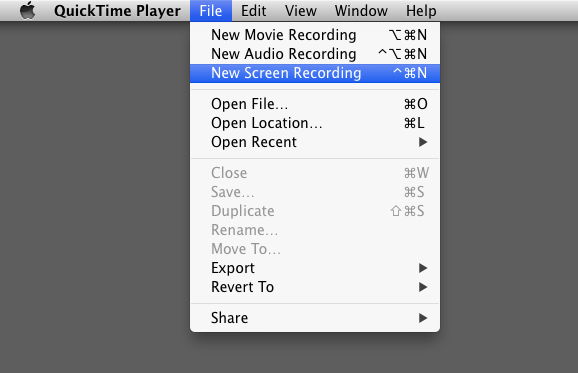 QuickTime Player File Edit View Window Help
New Movie Recording ⌥⌘N
New Audio Recording ^⌥⌘N
New Screen Recording ^⌘N
Open File... ⌘O
Open Location... ⌘L
Open Recent ▶
Close ⌘W
Save... ⌘S
Duplicate ⇧⌘S
Rename...
Move To...
Export ▶
Revert To ▶
Share ▶